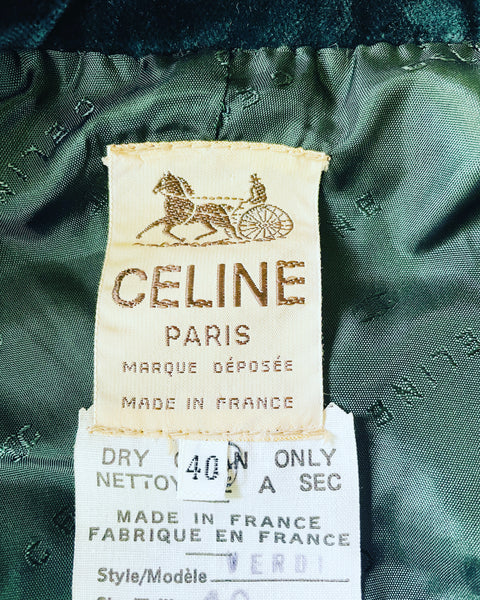 CELINE
PARIS
MARQUE DÉPOSÉE
MADE IN FRANCE
DRY ONLY
40
NETTOY A SEC
MADE IN FRANCE
FABRIQUE EN FRANCE
VERDI
Style/Modèle
40